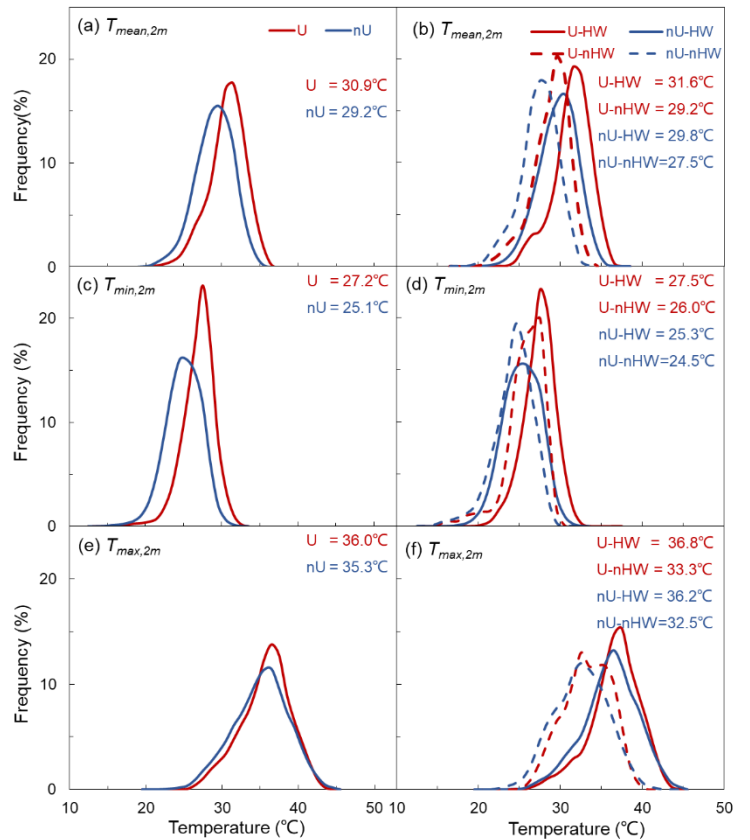 (a) Tmean,2m
U nU
U = 30.9℃
nU = 29.2℃
20
10
0
Frequency(%)
(b) Tmean,2m
U-HW nU-HW
U-nHW nU-nHW
U-HW = 31.6℃
U-nHW = 29.2℃
nU-HW = 29.8℃
nU-nHW=27.5℃
(c) Tmin,2m
U = 27.2℃
nU = 25.1℃
20
10
0
Frequency (%)
(d) Tmin,2m
U-HW = 27.5℃
U-nHW = 26.0℃
nU-HW = 25.3℃
nU-nHW=24.5℃
(e) Tmax,2m
U = 36.0℃
nU = 35.3℃
20
10
0
Frequency (%)
10 20 30 40 50
Temperature (℃)
(f) Tmax,2m
U-HW = 36.8℃
U-nHW = 33.3℃
nU-HW = 36.2℃
nU-nHW=32.5℃
10 20 30 40 50
Temperature (℃)